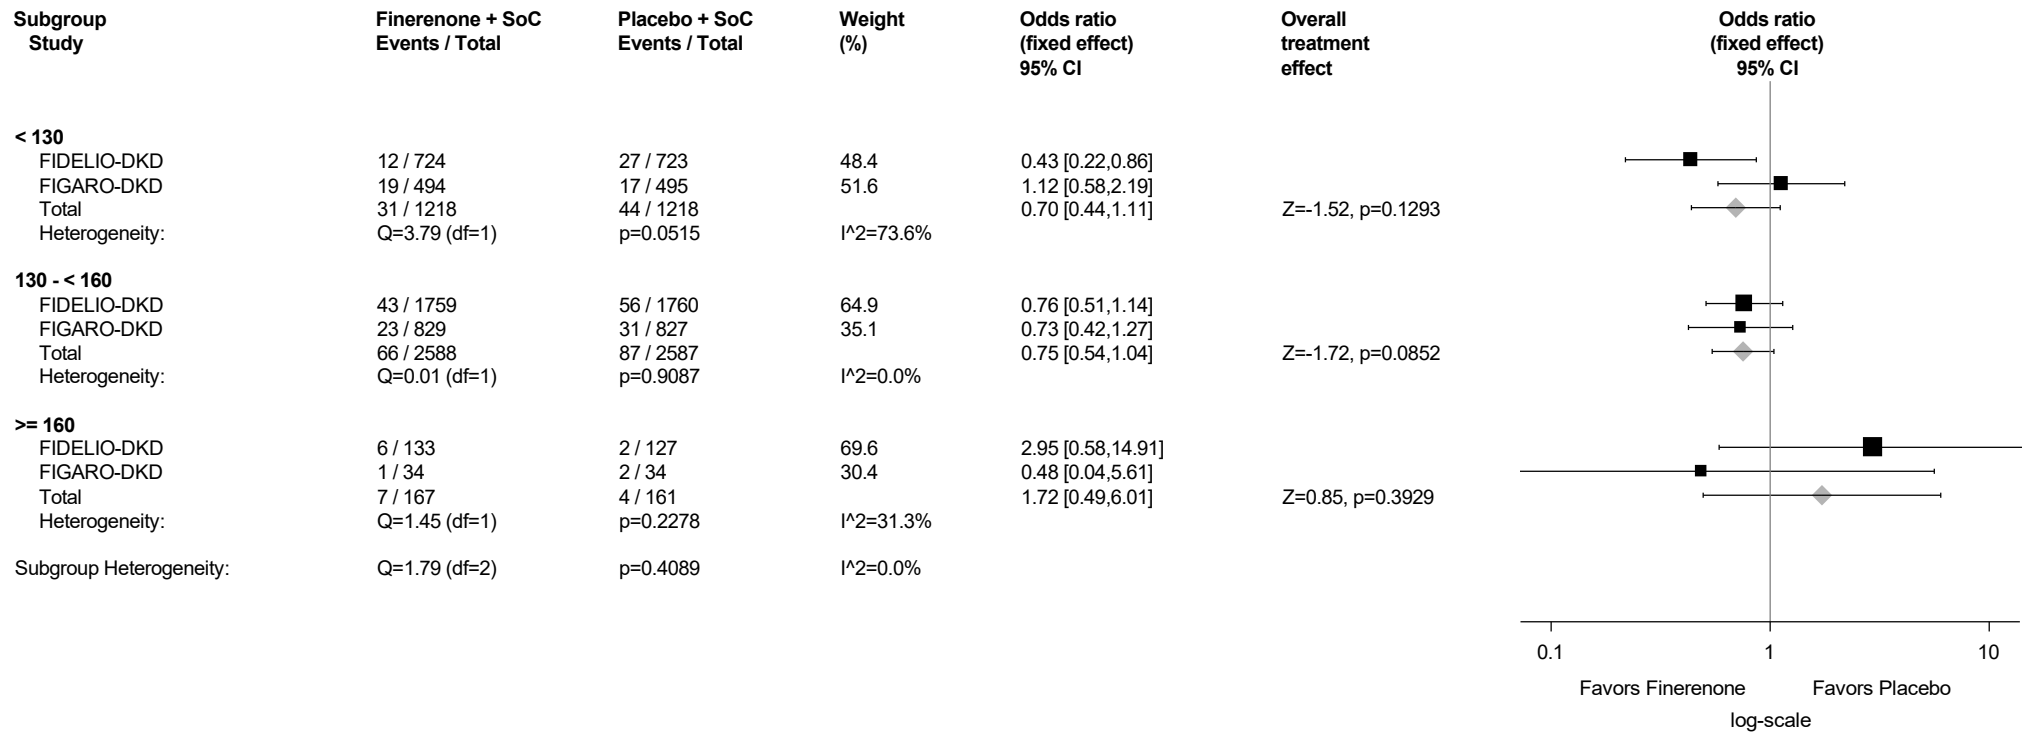 Subgroup Finerenone + SoC Placebo + SoC Weight Odds ratio Overall Odds ratio
Study Events / Total Events / Total (%) (fixed effect) treatment (fixed effect)
95% CI effect 95% CI
< 130
FIDELIO-DKD 12 / 724 27 / 723 48.4 0.43 [0.22,0.86]
FIGARO-DKD 19 / 494 17 / 495 51.6 1.12 [0.58,2.19]
Total 31 / 1218 44 / 1218 0.70 [0.44,1.11] Z=-1.52, p=0.1293
Heterogeneity: Q=3.79 (df=1) p=0.0515 I^2=73.6%
130 - < 160
FIDELIO-DKD 43 / 1759 56 / 1760 64.9 0.76 [0.51,1.14]
FIGARO-DKD 23 / 829 31 / 827 35.1 0.73 [0.42,1.27]
Total 66 / 2588 87 / 2587 0.75 [0.54,1.04] Z=-1.72, p=0.0852
Heterogeneity: Q=0.01 (df=1) p=0.9087 I^2=0.0%
>= 160
FIDELIO-DKD 6 / 133 2 / 127 69.6 2.95 [0.58,14.91]
FIGARO-DKD 1 / 34 2 / 34 30.4 0.48 [0.04,5.61]
Total 7 / 167 4 / 161 1.72 [0.49,6.01] Z=0.85, p=0.3929
Heterogeneity: Q=1.45 (df=1) p=0.2278 I^2=31.3%
Subgroup Heterogeneity: Q=1.79 (df=2) p=0.4089 I^2=0.0%
0.1 1 10
Favors Finerenone Favors Placebo
log-scale